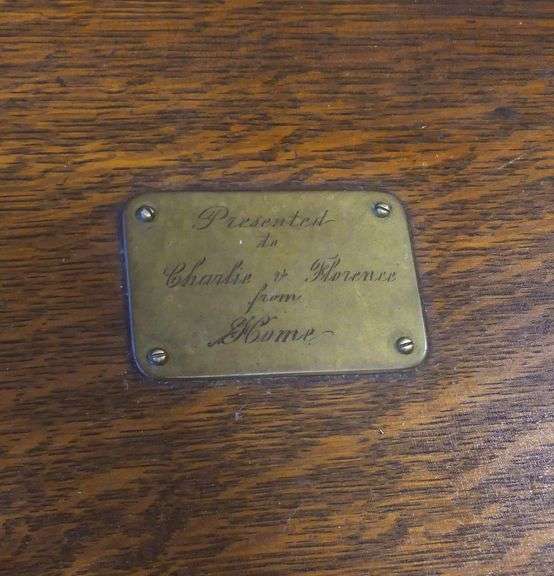 Presented
to
Charlie & Florence
from
Home